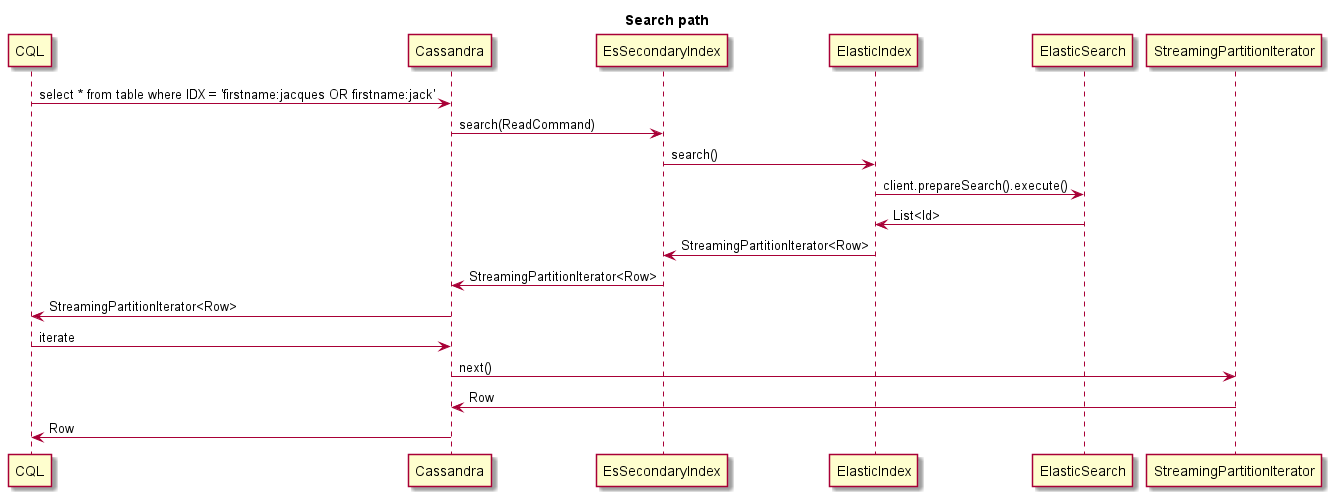 Search path
CQL
Cassandra
EsSecondaryIndex
ElasticIndex
ElasticSearch
StreamingPartitionIterator
select * from table where IDX = 'firstname:jacques OR firstname:jack'
search(ReadCommand)
search()
client.prepareSearch().execute()
List<Id>
StreamingPartitionIterator<Row>
StreamingPartitionIterator<Row>
StreamingPartitionIterator<Row>
iterate
next()
Row
Row
CQL
Cassandra
EsSecondaryIndex
ElasticIndex
ElasticSearch
StreamingPartitionIterator